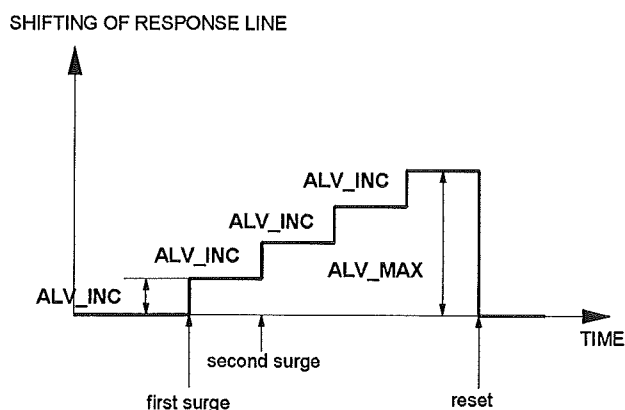 SHIFTING OF RESPONSE LINE
ALV_INC
ALV_INC
ALV_INC
ALV_MAX
ALV_INC
TIME
second surge
first surge
reset